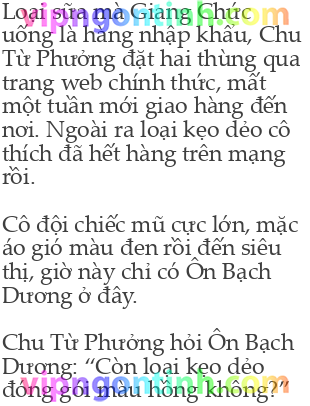 Loại sữa mà Giang Chức
uống là hàng nhập khẩu, Chu
Từ Phưởng đặt hai thùng qua
trang web chính thức, mất
một tuần mới giao hàng đến
nơi. Ngoài ra loại kẹo dẻo cô
thích đã hết hàng trên mạng
rồi.
Cô đội chiếc mũ cực lớn, mặc
áo gió màu đen rồi đến siêu
thị, giờ này chỉ có Ôn Bạch
Dương ở đây.
Chu Từ Phưởng hỏi Ôn Bạch
Dương: “Còn loại kẹo dẻo
đóng gói màu hồng không?”
vipngontinh.com
vipngontinh.com